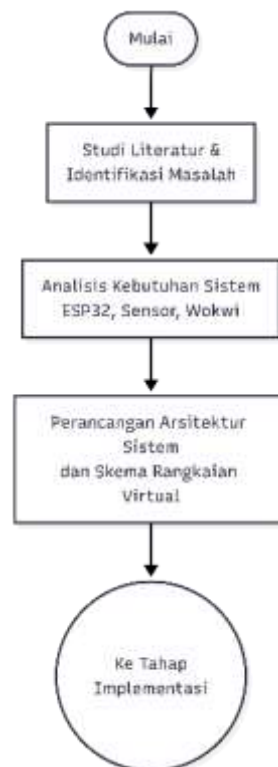 Mulai
Studi Literatur &
Identifikasi Masalah
Analisis Kebutuhan Sistem
ESP32, Sensor, Wokwi
Perancangan Arsitektur
Sistem
dan Skema Rangkaian
Virtual
Ke Tahap
Implementasi